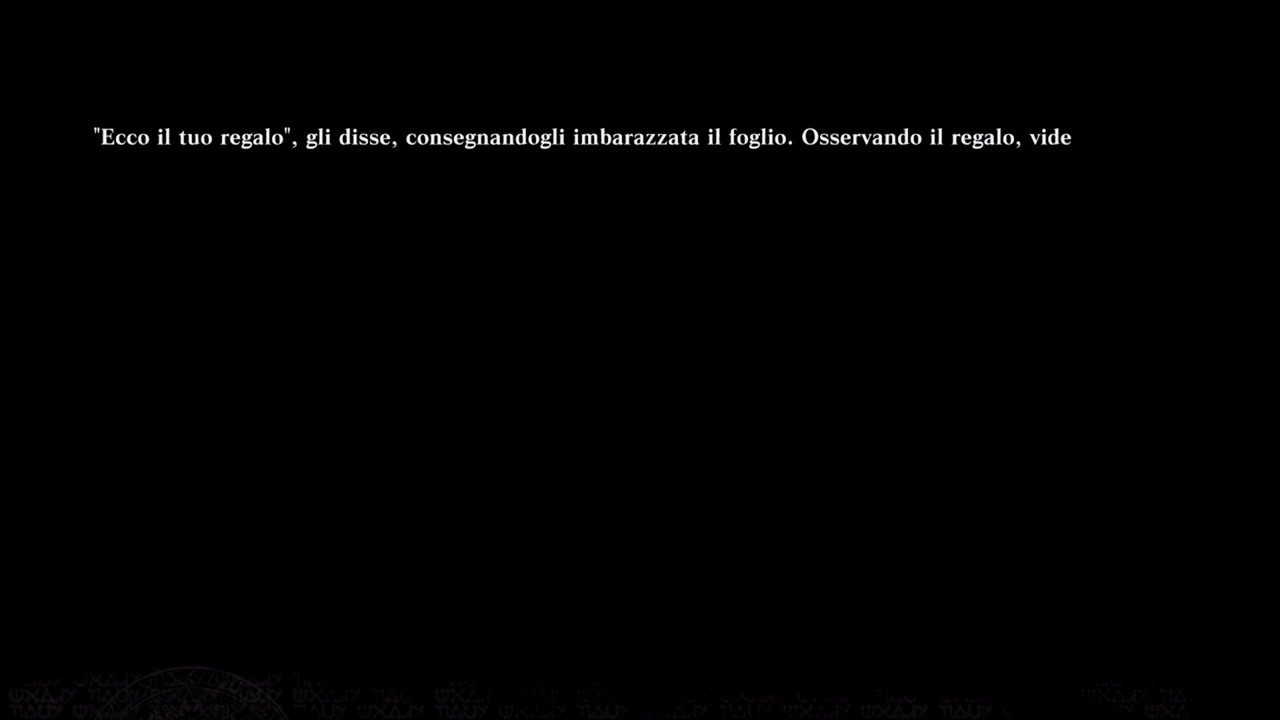 "Ecco il tuo regalo", gli disse, consegnandogli imbarazzata il foglio. Osservando il regalo, vide